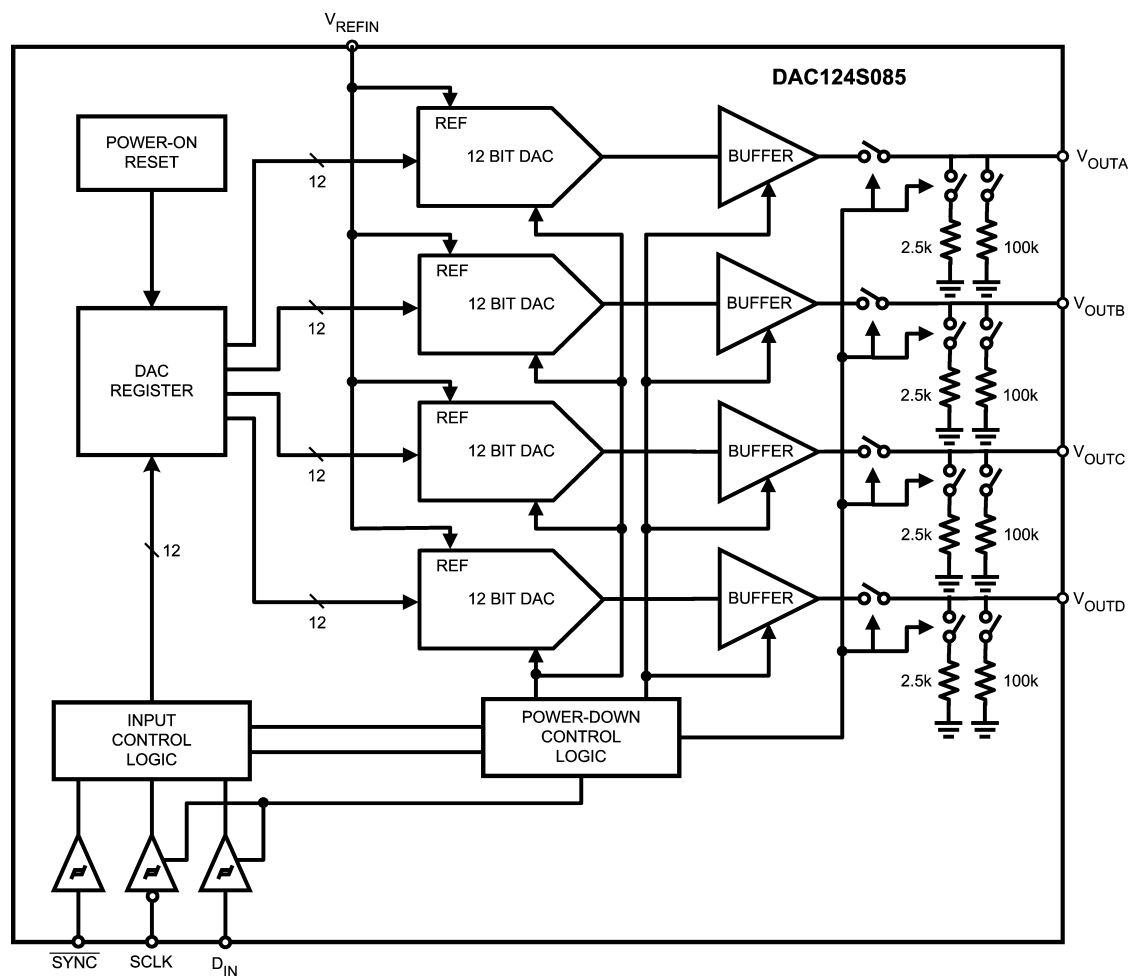 VREFIN
DAC124S085
POWER-ON
RESET
REF
12 BIT DAC
BUFFER
VOUTA
12
2.5k
100k
REF
12 BIT DAC
BUFFER
VOUTB
12
2.5k
100k
DAC
REGISTER
REF
12 BIT DAC
BUFFER
VOUTC
12
2.5k
100k
12
REF
12 BIT DAC
BUFFER
VOUTD
12
2.5k
100k
INPUT
CONTROL
LOGIC
POWER-DOWN
CONTROL
LOGIC
SYNC
SCLK
DIN